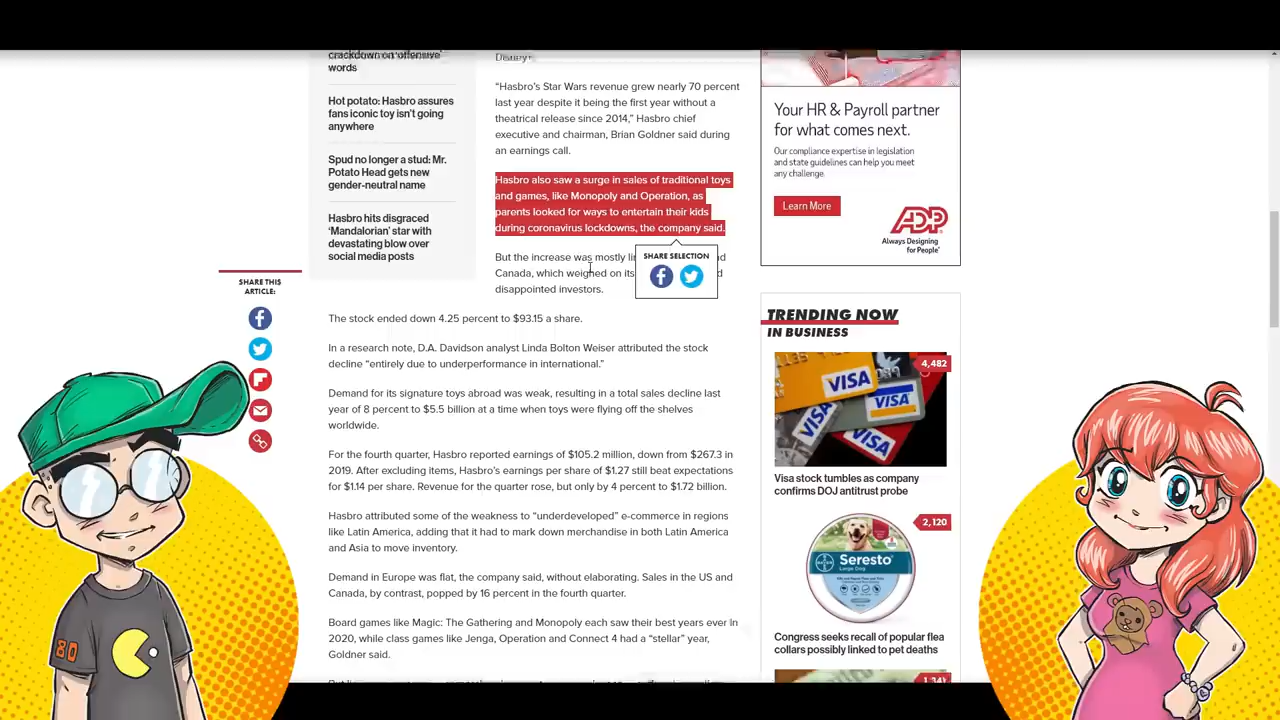 crackdown on 'offensive'
words
Hot potato: Hasbro assures
fans iconic toy isn't going
anywhere
Spud no longer a stud: Mr.
Potato Head gets new
gender-neutral name
Hasbro hits disgraced
'Mandalorian' star with
devastating blow over
social media posts
SHARE THIS
ARTICLE:
Disney+.
“Hasbro's Star Wars revenue grew nearly 70 percent
last year despite it being the first year without a
theatrical release since 2014,” Hasbro chief
executive and chairman, Brian Goldner said during
an earnings call.
Hasbro also saw a surge in sales of traditional toys
and games, like Monopoly and Operation, as
parents looked for ways to entertain their kids
during coronavirus lockdowns, the company said.
SHARE SELECTION
But the increase was mostly
Canada, which weighed on its
disappointed investors.
The stock ended down 4.25 percent to $93.15 a share.
In a research note, D.A. Davidson analyst Linda Bolton Weiser attributed the stock
decline “entirely due to underperformance in international.”
Demand for its signature toys abroad was weak, resulting in a total sales decline last
year of 8 percent to $5.5 billion at a time when toys were flying off the shelves
worldwide.
For the fourth quarter, Hasbro reported earnings of $105.2 million, down from $267.3 in
2019. After excluding items, Hasbro's earnings per share of $1.27 still beat expectations
for $1.14 per share. Revenue for the quarter rose, but only by 4 percent to $1.72 billion.
Hasbro attributed some of the weakness to “underdeveloped” e-commerce in regions
like Latin America, adding that it had to mark down merchandise in both Latin America
and Asia to move inventory.
Demand in Europe was flat, the company said, without elaborating. Sales in the US and
Canada, by contrast, popped by 16 percent in the fourth quarter.
Board games like Magic: The Gathering and Monopoly each saw their best years ever in
2020, while class games like Jenga, Operation and Connect 4 had a “stellar” year,
Goldner said.
Your HR & Payroll partner
for what comes next.
Our compliance expertise in legislation
and state guidelines can help you meet
any challenge.
Learn More
ADP
Always Designing
for People®
TRENDING NOW
IN BUSINESS
4,482
VISA
VISA
VISA
VISA
Visa stock tumbles as company
confirms DOJ antitrust probe
2,120
BAYER
Seresto
Large Dog
Congress seeks recall of popular flea
collars possibly linked to pet deaths
1,341
80